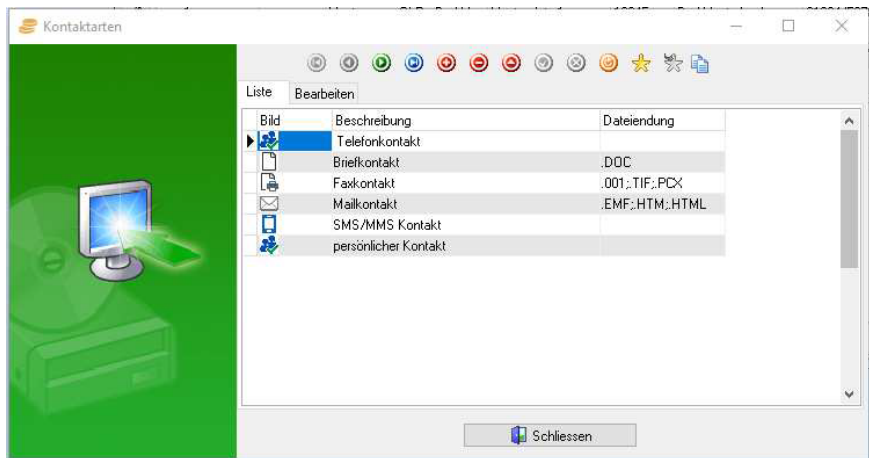 Kontaktarten
Liste Bearbeiten
Bild Beschreibung Dateiendung
Telefonkontakt
Briefkontakt .DOC
Faxkontakt .001;.TIF;.PCX
Mailkontakt .EMF;.HTM;.HTML
SMS/MMS Kontakt
persönlicher Kontakt
Schliessen